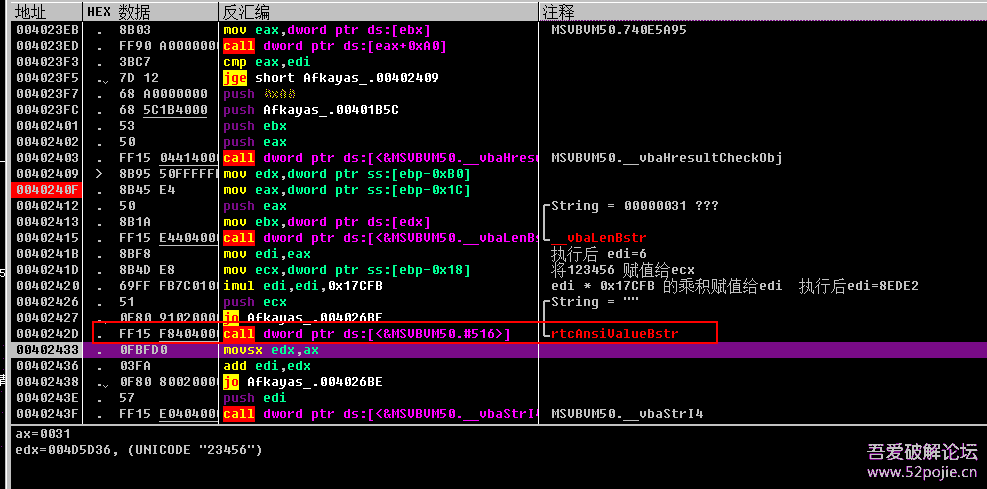 地址 HEX 数据 反汇编 注释
004023EB . 8B03 mov eax,dword ptr ds:[ebx] MSVBVM50.740E5A95
004023ED . FF90 A0000000 call dword ptr ds:[eax+0xA0]
004023F3 . 3BC7 cmp eax,edi
004023F5 . 7D 12 jge short Afkayas_.00402409
004023F7 . 68 A0000000 push 0xA0
004023FC . 68 5C1B4000 push Afkayas_.00401B5C
00402401 . 53 push ebx
00402402 . 50 push eax
00402403 . FF15 04414000 call dword ptr ds:[<&MSVBVM50.__vbaHresu MSVBVM50.__vbaHresultCheckObj
00402409 > 8B95 50FFFFFF mov edx,dword ptr ss:[ebp-0xB0]
0040240F . 8B45 E4 mov eax,dword ptr ss:[ebp-0x1C]
00402412 . 50 push eax String = 00000031 ???
00402413 . 8B1A mov ebx,dword ptr ds:[edx]
00402415 . FF15 E4404000 call dword ptr ds:[<&MSVBVM50.__vbaLenBs __vbaLenBstr
0040241B . 8BF8 mov edi,eax 执行后 edi=6
0040241D . 8B4D E8 mov ecx,dword ptr ss:[ebp-0x18] 将123456 赋值给ecx
00402420 . 69FF FB7C0100 imul edi,edi,0x17CFB edi * 0x17CFB 的乘积赋值给edi 执行后edi=8EDE2
00402426 . 51 push ecx String = ""
00402427 . 0F80 91020000 jo Afkayas_.004026BE
0040242D . FF15 F8404000 call dword ptr ds:[<&MSVBVM50.#516>] rtcAnsiValueBstr
00402433 . 0FBFD0 movsx edx,ax
00402436 . 03FA add edi,edx
00402438 . 0F80 80020000 jo Afkayas_.004026BE
0040243E . 57 push edi
0040243F . FF15 E0404000 call dword ptr ds:[<&MSVBVM50.__vbaStrI4 MSVBVM50.__vbaStrI4
ax=0031
edx=004D5D36, (UNICODE "23456")
吾爱破解论坛
www.52pojie.cn